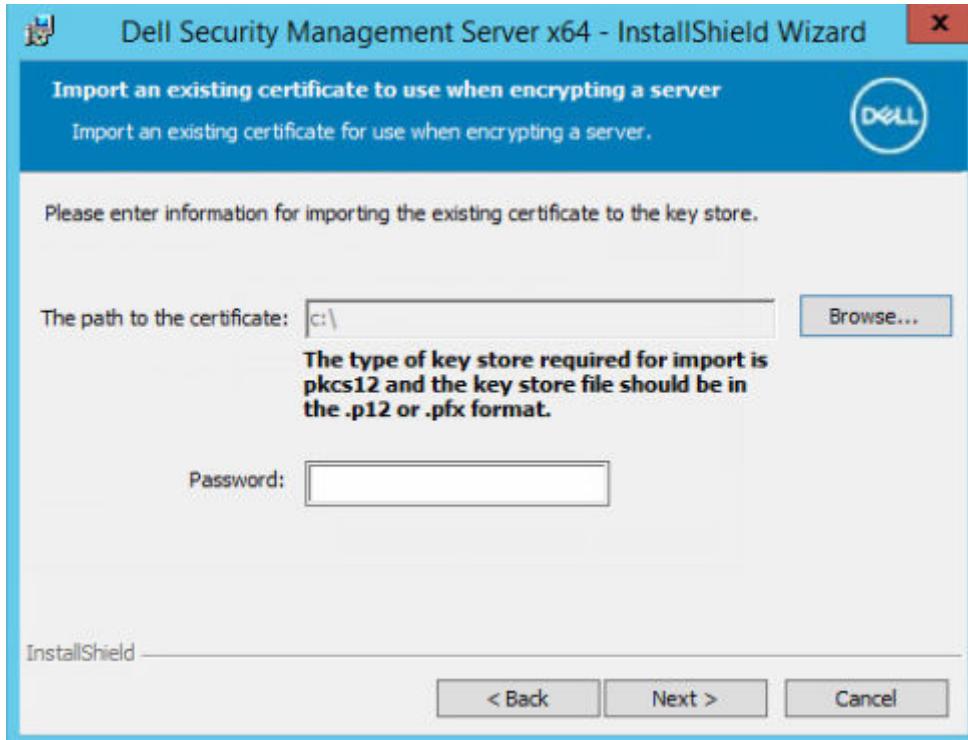 Dell Security Management Server x64 - InstallShield Wizard
x
Import an existing certificate to use when encrypting a server
Import an existing certificate for use when encrypting a server.
DELL
Please enter information for importing the existing certificate to the key store.
The path to the certificate: c:\ Browse...
The type of key store required for import is
pkcs12 and the key store file should be in
the .p12 or .pfx format.
Password:
InstallShield
< Back Next > Cancel